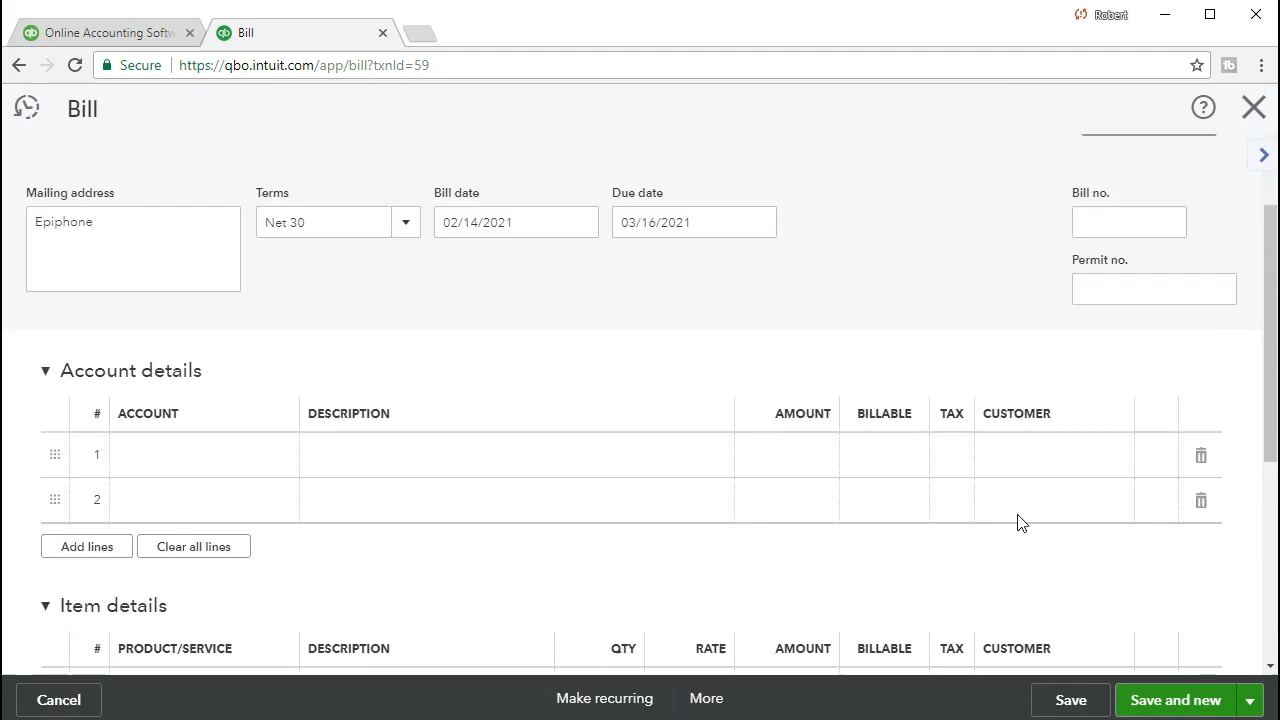 Robert
Online Accounting Softw
Bill
Secure https://qbo.intuit.com/app/bill?txnId=59
Bill
Mailing address Terms Bill date Due date Bill no.
Epiphone Net 30 02/14/2021 03/16/2021
Permit no.
Account details
# ACCOUNT DESCRIPTION AMOUNT BILLABLE TAX CUSTOMER
1
2
Add lines Clear all lines
Item details
# PRODUCT/SERVICE DESCRIPTION QTY RATE AMOUNT BILLABLE TAX CUSTOMER
Cancel Make recurring More Save Save and new